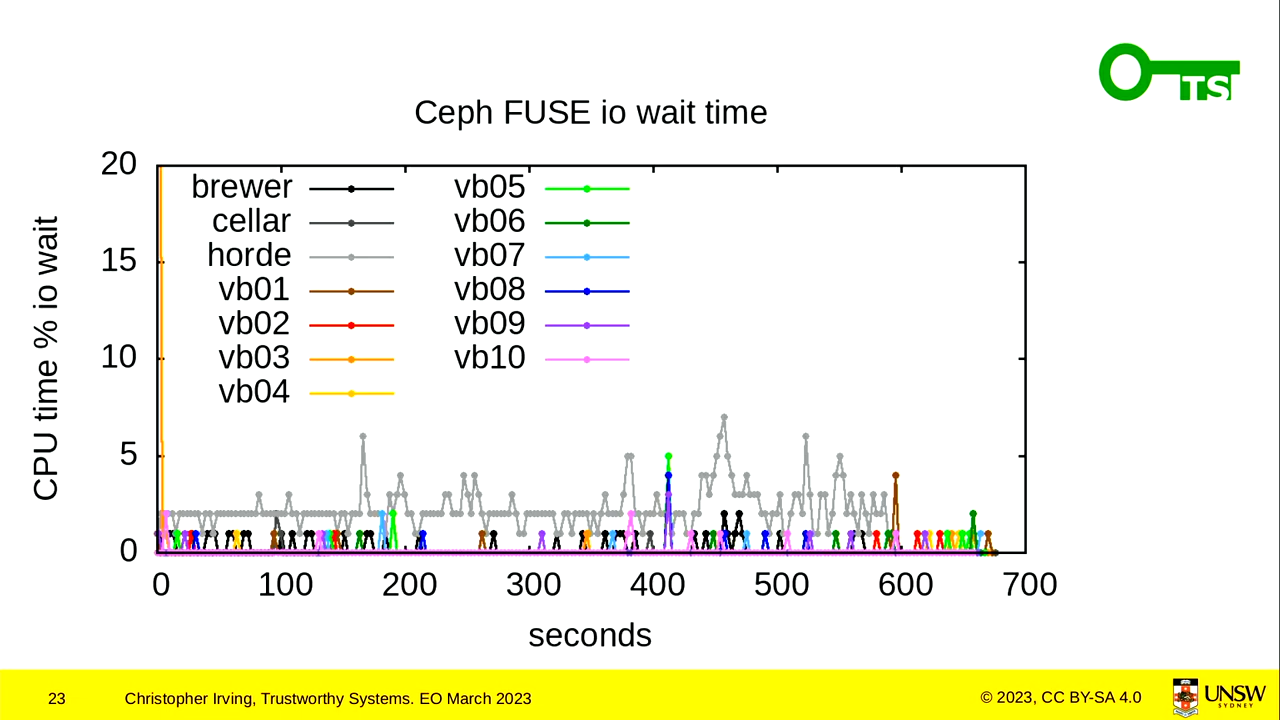 TS
Ceph FUSE io wait time
20
15
10
5
0
CPU time % io wait
brewer
cellar
horde
vb01
vb02
vb03
vb04
vb05
vb06
vb07
vb08
vb09
vb10
0 100 200 300 400 500 600 700
seconds
23 Christopher Irving, Trustworthy Systems. EO March 2023 © 2023, CC BY-SA 4.0
UNSW
SYDNEY